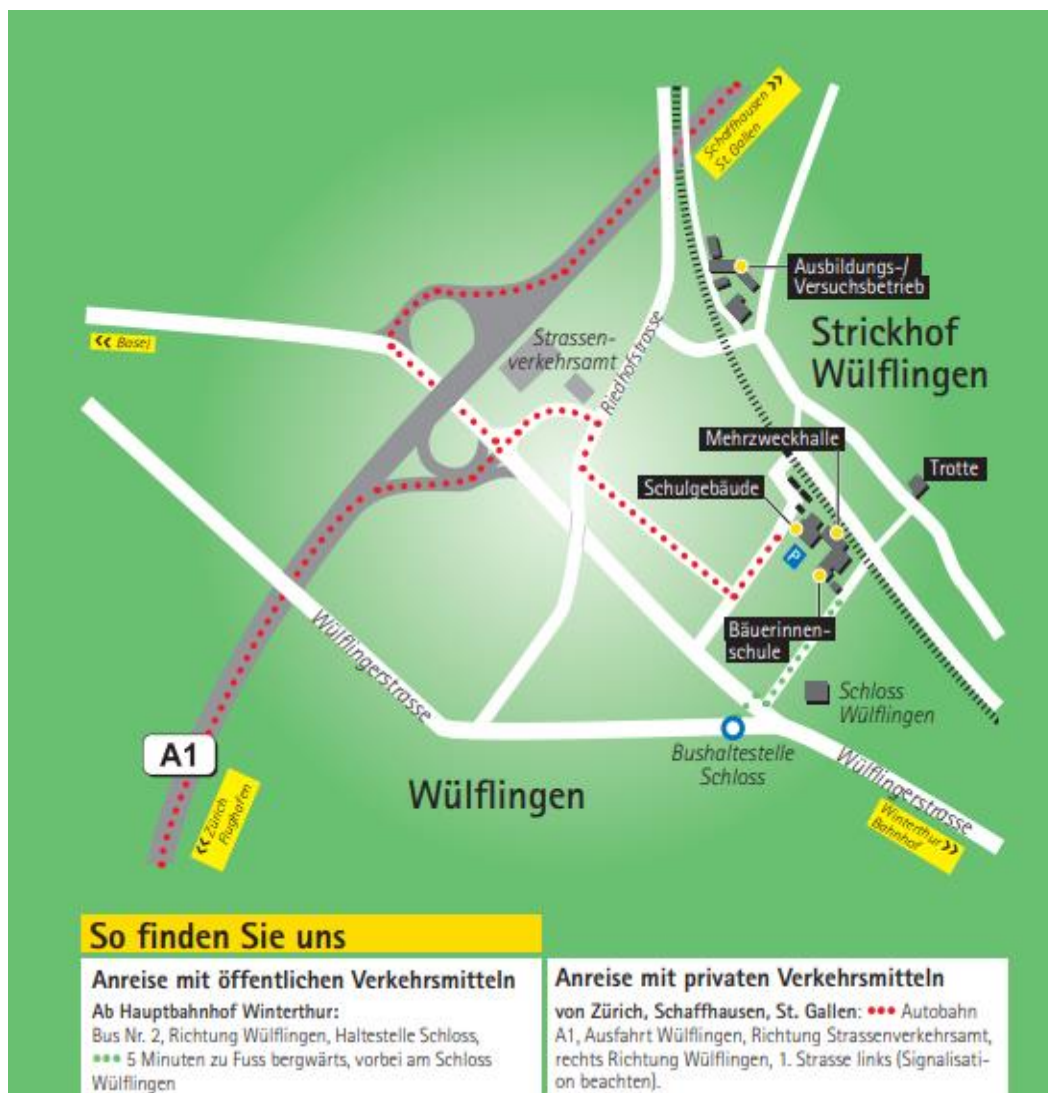 Schaffhausen >>
St. Gallen
Ausbildungs-/
Versuchsbetrieb
<< Basel
Strassen-
verkehrsamt
Riedhofstrasse
Strickhof
Wülflingen
Mehrzweckhalle
Trotte
Schulgebäude
P
Bäuerinnen-
schule
Wülflingerstrasse
Schloss
Wülflingen
A1
Bushaltestelle
Schloss
Wülflingen
Wülflingerstrasse
<< Zürich
Flughafen
Winterthur >>
Bahnhof
So finden Sie uns
Anreise mit öffentlichen Verkehrsmitteln
Ab Hauptbahnhof Winterthur:
Bus Nr. 2, Richtung Wülflingen, Haltestelle Schloss,
••• 5 Minuten zu Fuss bergwärts, vorbei am Schloss
Wülflingen
Anreise mit privaten Verkehrsmitteln
von Zürich, Schaffhausen, St. Gallen: ••• Autobahn
A1, Ausfahrt Wülflingen, Richtung Strassenverkehrsamt,
rechts Richtung Wülflingen, 1. Strasse links (Signalisati-
on beachten).